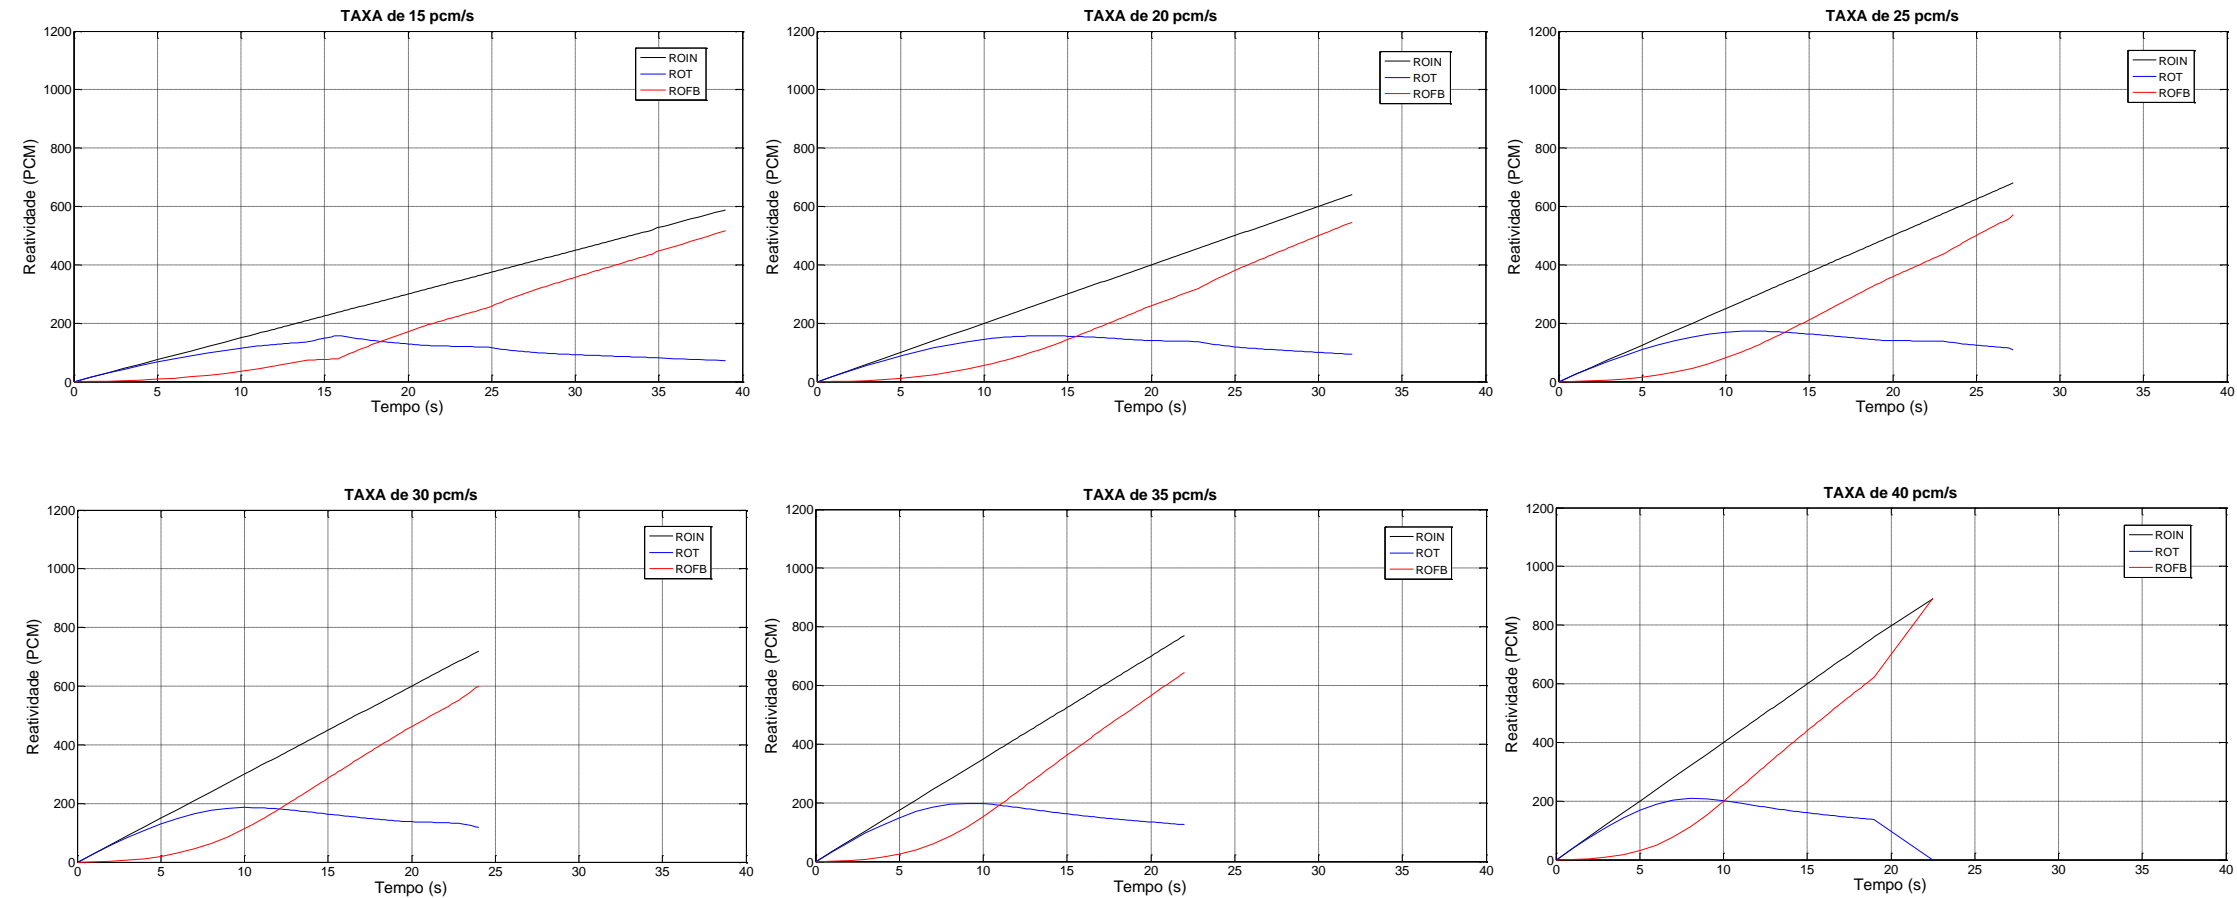 TAXA de 15 pcm/s
1200
1000
800
600
400
200
0
0 5 10 15 20 25 30 35 40
Reatividade (PCM)
Tempo (s)
ROIN
ROT
ROFB
TAXA de 20 pcm/s
1200
1000
800
600
400
200
0
0 5 10 15 20 25 30 35 40
Reatividade (PCM)
Tempo (s)
ROIN
ROT
ROFB
TAXA de 25 pcm/s
1200
1000
800
600
400
200
0
0 5 10 15 20 25 30 35 40
Reatividade (PCM)
Tempo (s)
ROIN
ROT
ROFB
TAXA de 30 pcm/s
1200
1000
800
600
400
200
0
0 5 10 15 20 25 30 35 40
Reatividade (PCM)
Tempo (s)
ROIN
ROT
ROFB
TAXA de 35 pcm/s
1200
1000
800
600
400
200
0
0 5 10 15 20 25 30 35 40
Reatividade (PCM)
Tempo (s)
ROIN
ROT
ROFB
TAXA de 40 pcm/s
1200
1000
800
600
400
200
0
0 5 10 15 20 25 30 35 40
Reatividade (PCM)
Tempo (s)
ROIN
ROT
ROFB